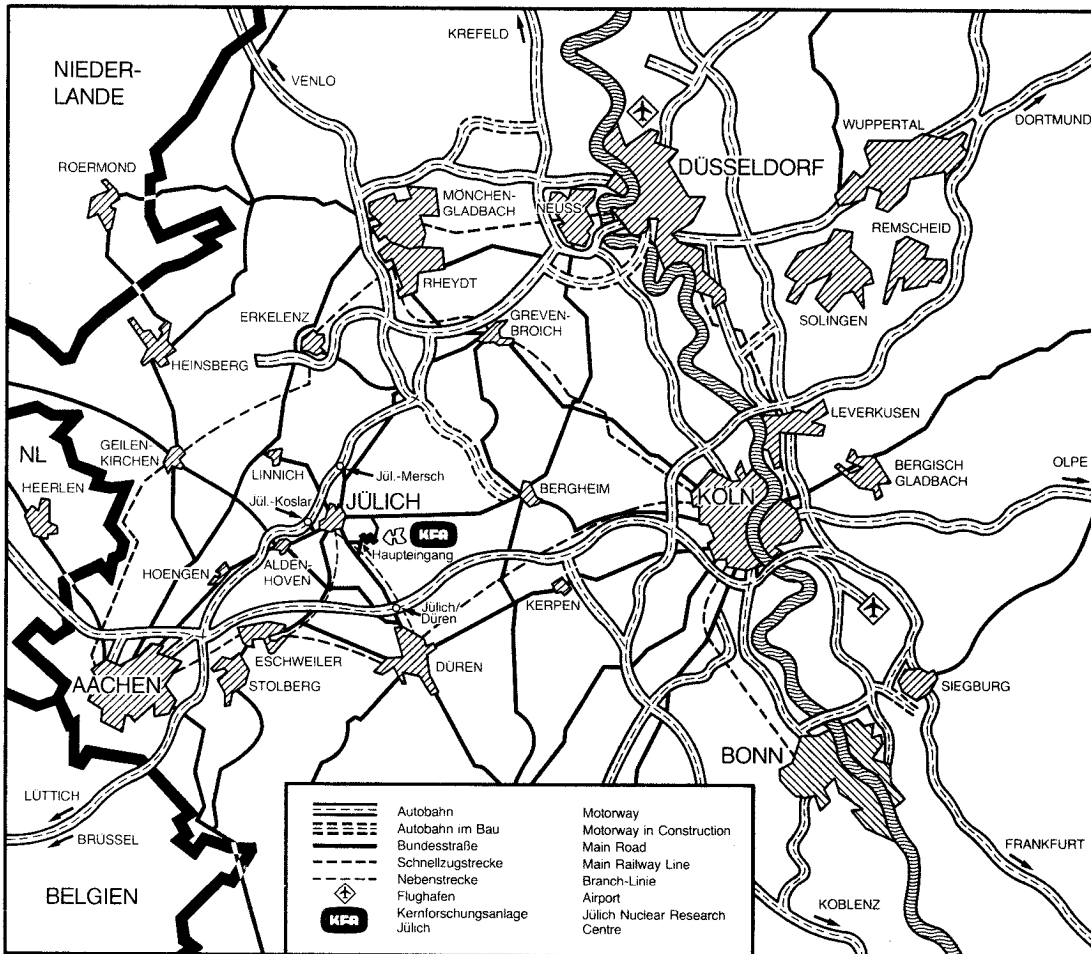 KREFELD
NIEDER-
LANDE
VENLO
DORTMUND
WUPPERTAL
ROERMOND
DÜSSELDORF
MÖNCHEN-
GLADBACH
NEUSS
REMSCHEID
RHEYDT
ERKELENZ
GREVEN-
BROICH
SOLINGEN
HEINSBERG
LEVERKUSEN
GEILEN-
KIRCHEN
NL
HEERLEN
LINNICH
Jül.-Mersch
BERGISCH
GLADBACH
OLPE
Jül.-Koslar
JÜLICH
BERGHEIM
KÖLN
KFA
Haupteingang
HOENGEN
ALDEN-
HOVEN
Jülich/
Düren
KERPEN
ESCHWEILER
DÜREN
AACHEN
STOLBERG
SIEGBURG
BONN
LÜTTICH
BRÜSSEL
BELGIEN
FRANKFURT
KOBLENZ
Autobahn Motorway
Autobahn im Bau Motorway in Construction
Bundesstraße Main Road
Schnellzugstrecke Main Railway Line
Nebenstrecke Branch-Linie
Flughafen Airport
KFA Kernforschungsanlage Jülich Nuclear Research
Jülich Centre